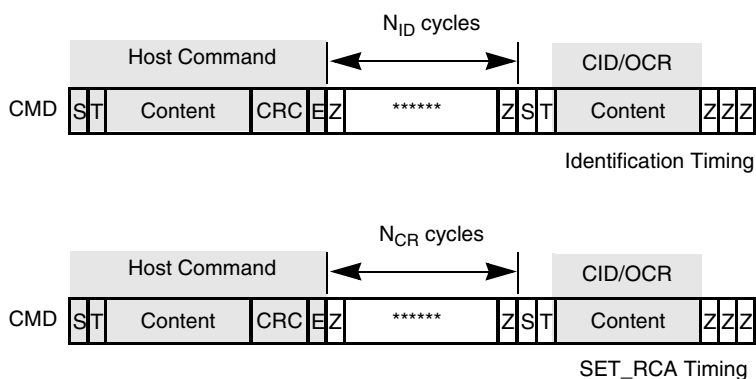 N_ID cycles
Host Command CID/OCR
CMD S T Content CRC E Z ****** Z S T Content Z Z Z
Identification Timing
N_CR cycles
Host Command CID/OCR
CMD S T Content CRC E Z ****** Z S T Content Z Z Z
SET_RCA Timing